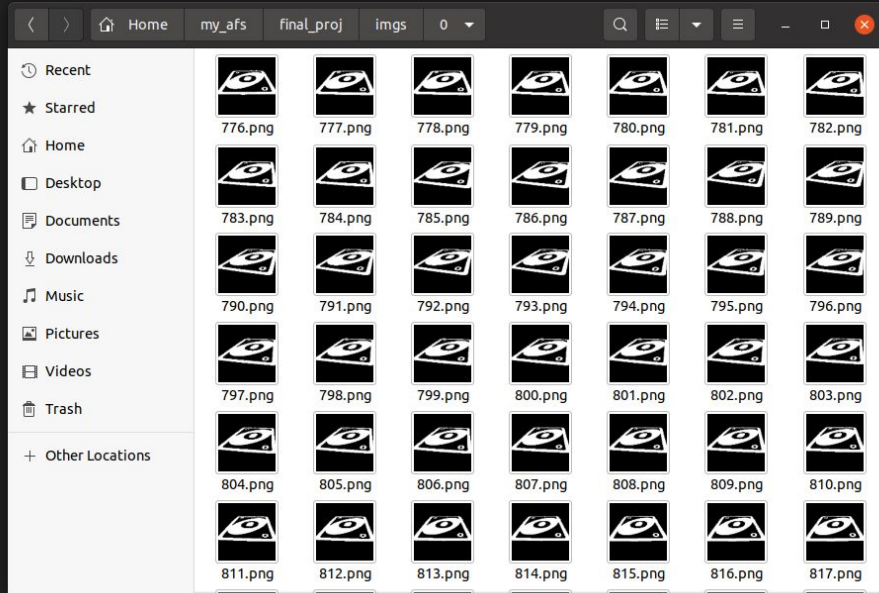 Home my_afs final_proj imgs 0
Recent
Starred
Home
Desktop
Documents
Downloads
Music
Pictures
Videos
Trash
+ Other Locations
776.png 777.png 778.png 779.png 780.png 781.png 782.png
783.png 784.png 785.png 786.png 787.png 788.png 789.png
790.png 791.png 792.png 793.png 794.png 795.png 796.png
797.png 798.png 799.png 800.png 801.png 802.png 803.png
804.png 805.png 806.png 807.png 808.png 809.png 810.png
811.png 812.png 813.png 814.png 815.png 816.png 817.png